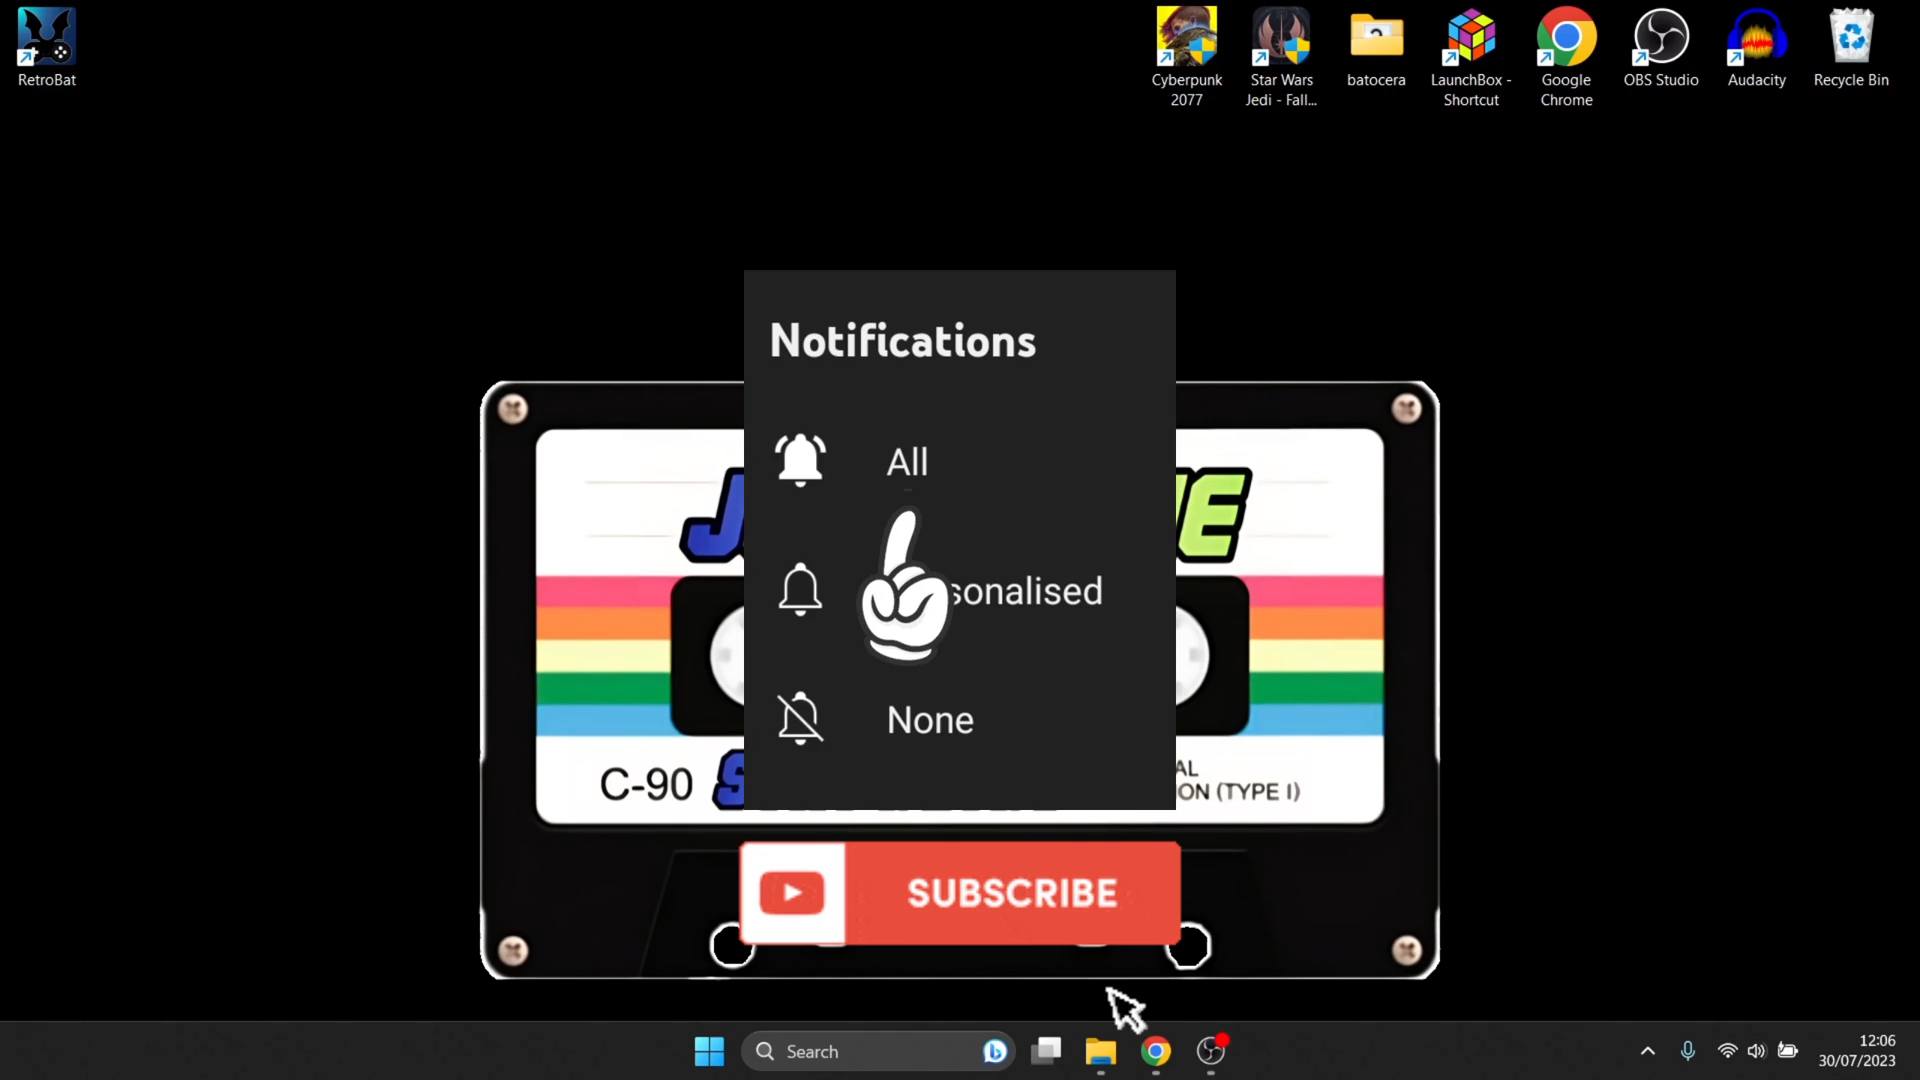 RetroBat
Cyberpunk
2077
Star Wars
Jedi - Fall...
batocera
LaunchBox -
Shortcut
Google
Chrome
OBS Studio
Audacity
Recycle Bin
Notifications
All
sonalised
None
J
E
C-90
S
AL
ON (TYPE I)
SUBSCRIBE
Search
12:06
30/07/2023